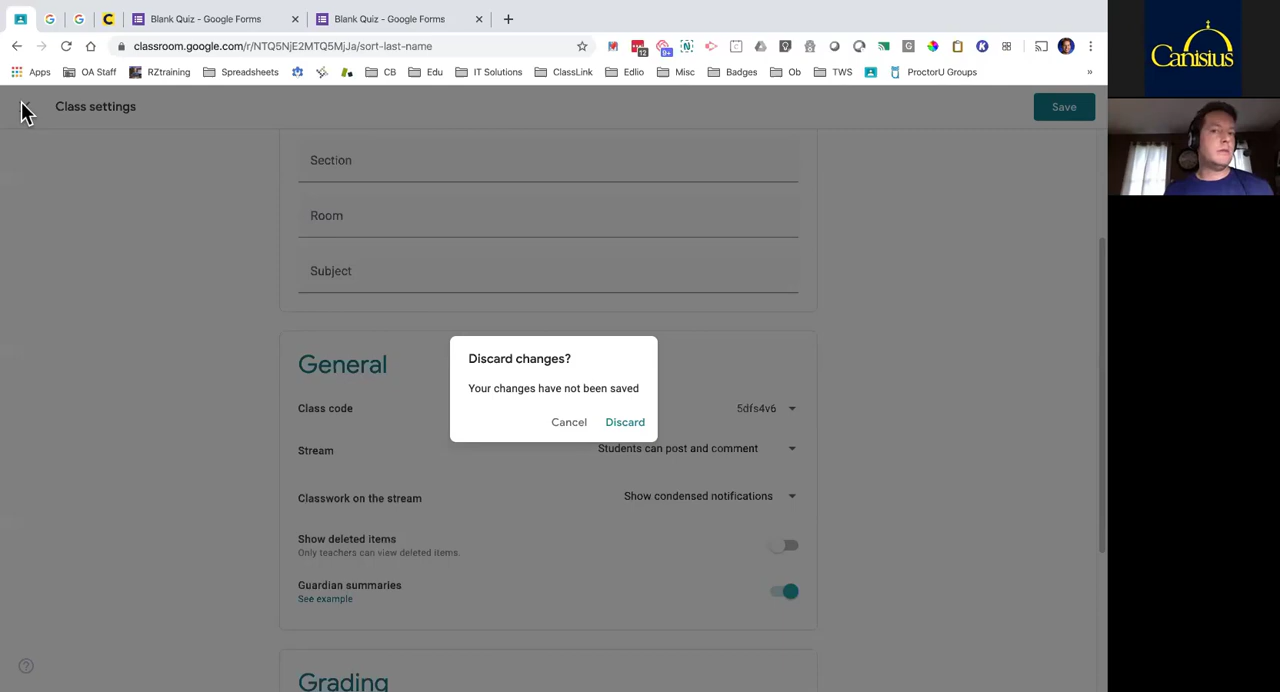 Blank Quiz - Google Forms
Blank Quiz - Google Forms
classroom.google.com/r/NTQ5NjE2MTQ5MjJa/sort-last-name
12
9+
Apps
OA Staff
RZtraining
Spreadsheets
CB
Edu
IT Solutions
ClassLink
Edlio
Misc
Badges
Ob
TWS
ProctorU Groups
»
Canisius
Class settings
Save
Section
Room
Subject
Discard changes?
Your changes have not been saved
Cancel
Discard
General
Class code
5dfs4v6
Stream
Students can post and comment
Classwork on the stream
Show condensed notifications
Show deleted items
Only teachers can view deleted items.
Guardian summaries
See example
Grading